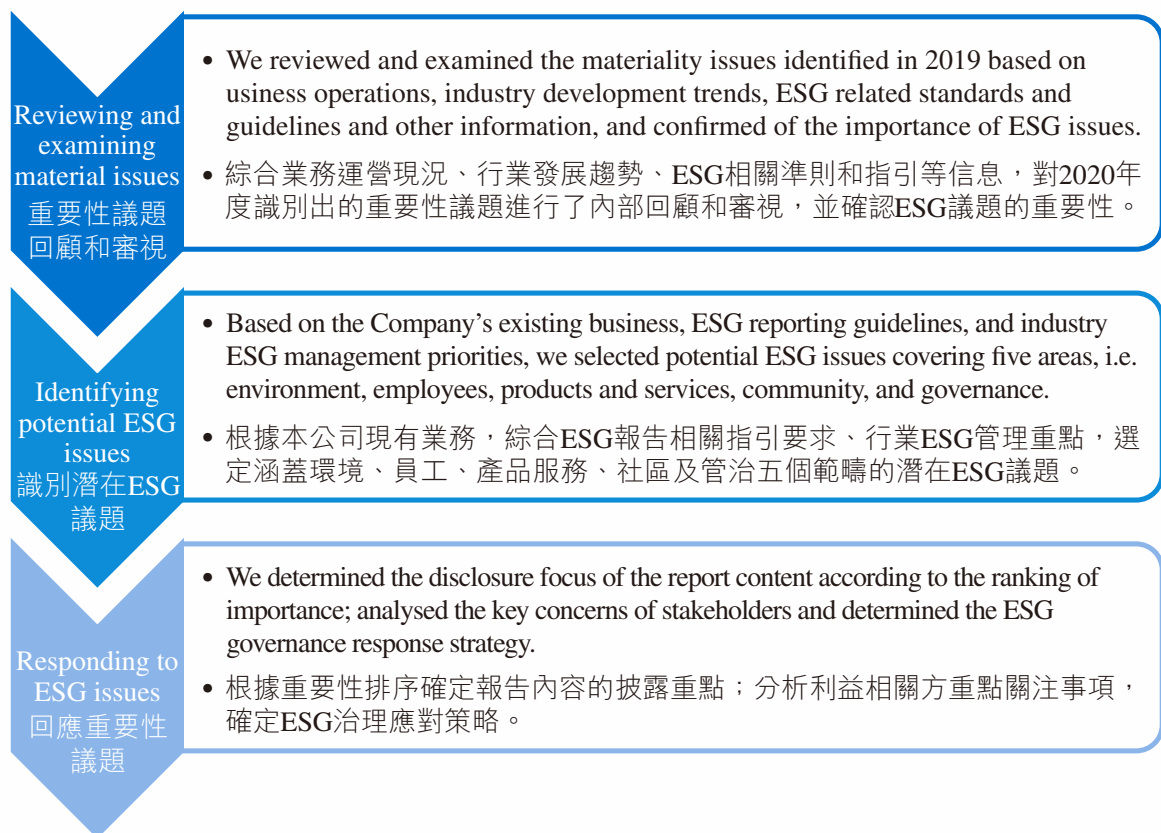 Reviewing and
examining
material issues
重要性議題
回顧和審視
• We reviewed and examined the materiality issues identified in 2019 based on
usiness operations, industry development trends, ESG related standards and
guidelines and other information, and confirmed of the importance of ESG issues.
• 綜合業務運營現況、行業發展趨勢、ESG相關準則和指引等信息，對2020年
度識別出的重要性議題進行了內部回顧和審視，並確認ESG議題的重要性。
Identifying
potential ESG
issues
識別潛在ESG
議題
• Based on the Company’s existing business, ESG reporting guidelines, and industry
ESG management priorities, we selected potential ESG issues covering five areas, i.e.
environment, employees, products and services, community, and governance.
• 根據本公司現有業務，綜合ESG報告相關指引要求、行業ESG管理重點，選
定涵蓋環境、員工、產品服務、社區及管治五個範疇的潛在ESG議題。
Responding to
ESG issues
回應重要性
議題
• We determined the disclosure focus of the report content according to the ranking of
importance; analysed the key concerns of stakeholders and determined the ESG
governance response strategy.
• 根據重要性排序確定報告內容的披露重點；分析利益相關方重點關注事項，
確定ESG治理應對策略。